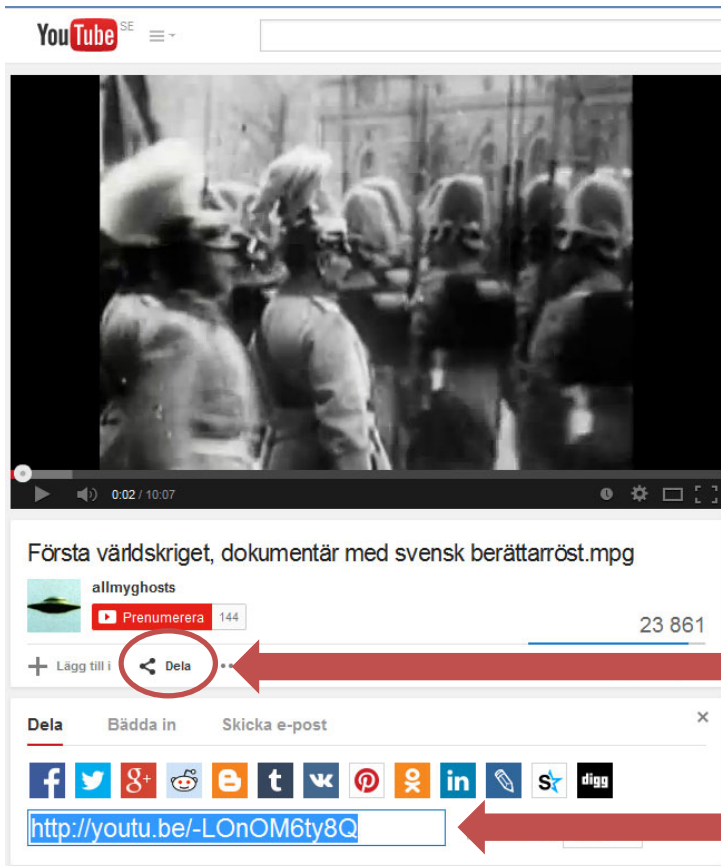 YouTube SE
0:02 / 10:07
Första världskriget, dokumentär med svensk berättarröst.mpg
allmyghosts
Prenumerera 144
23 861
Lägg till i Dela
Dela Bädda in Skicka e-post
digg
http://youtu.be/-LOnOM6ty8Q